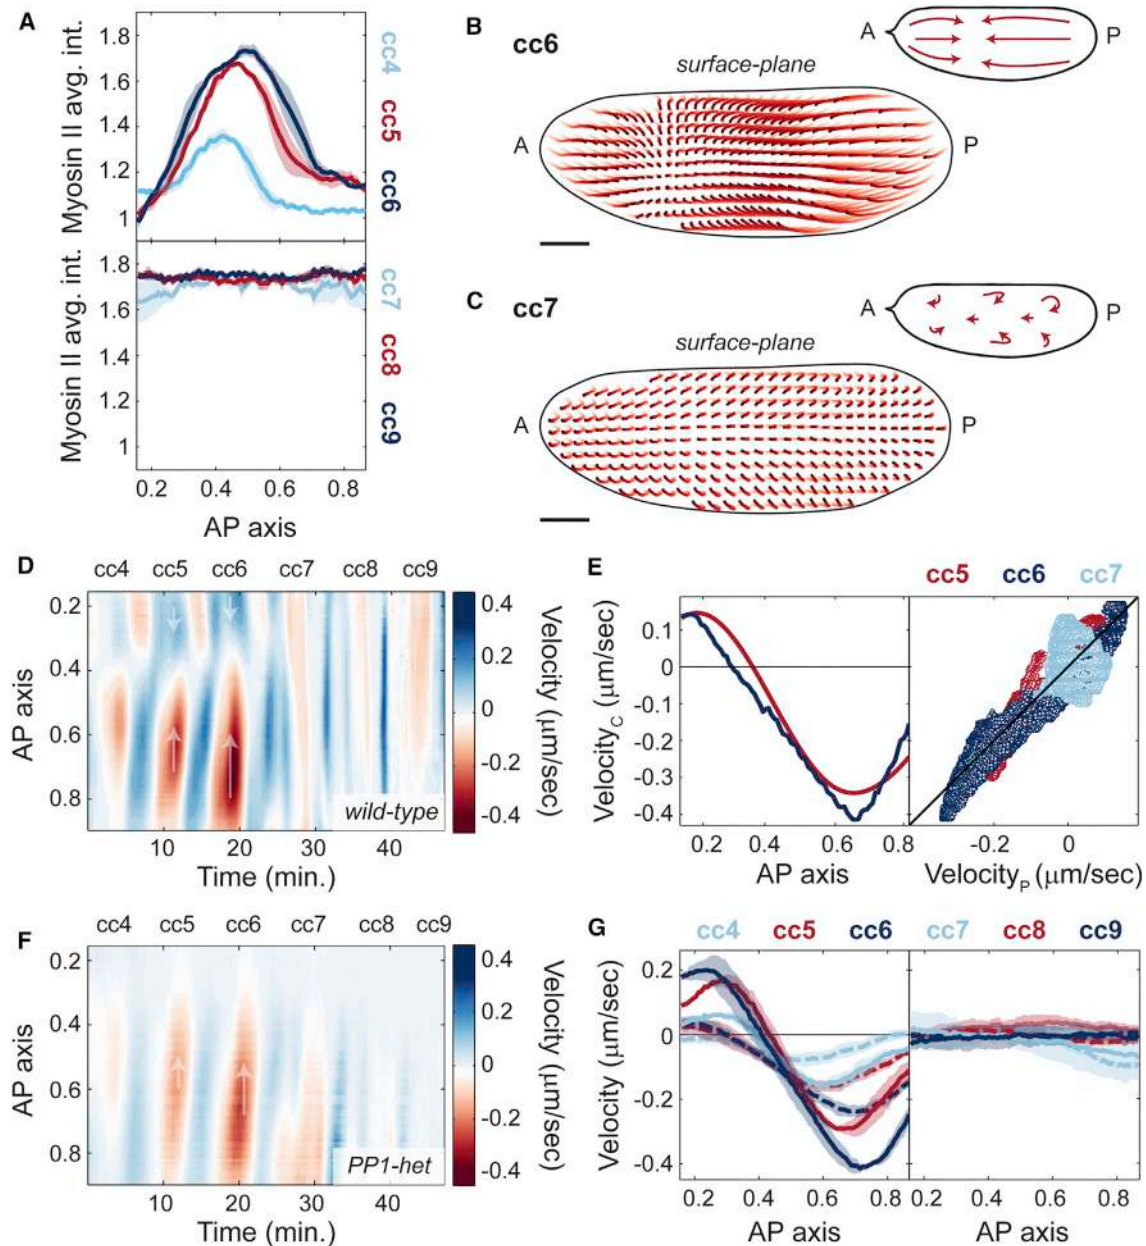 A
Myosin II avg. int.
1.8
1.6
1.4
1.2
1
cc4
cc5
cc6
Myosin II avg. int.
1.8
1.6
1.4
1.2
1
cc7
cc8
cc9
0.2 0.4 0.6 0.8
AP axis
B
cc6
surface-plane
A
P
A
P
C
cc7
surface-plane
A
P
A
P
D
cc4 cc5 cc6 cc7 cc8 cc9
AP axis
0.2
0.4
0.6
0.8
wild-type
10 20 30 40
Time (min.)
0.4
0.2
0
-0.2
-0.4
Velocity (μm/sec)
E
cc5 cc6 cc7
Velocity_C (μm/sec)
0.1
0
-0.1
-0.2
-0.3
-0.4
0.2 0.4 0.6 0.8
AP axis
-0.2 0
Velocity_P (μm/sec)
F
cc4 cc5 cc6 cc7 cc8 cc9
AP axis
0.2
0.4
0.6
0.8
PP1-het
10 20 30 40
Time (min.)
0.4
0.2
0
-0.2
-0.4
Velocity (μm/sec)
G
cc4 cc5 cc6 cc7 cc8 cc9
Velocity (μm/sec)
0.2
0
-0.2
-0.4
0.2 0.4 0.6 0.8
AP axis
0.2 0.4 0.6 0.8
AP axis